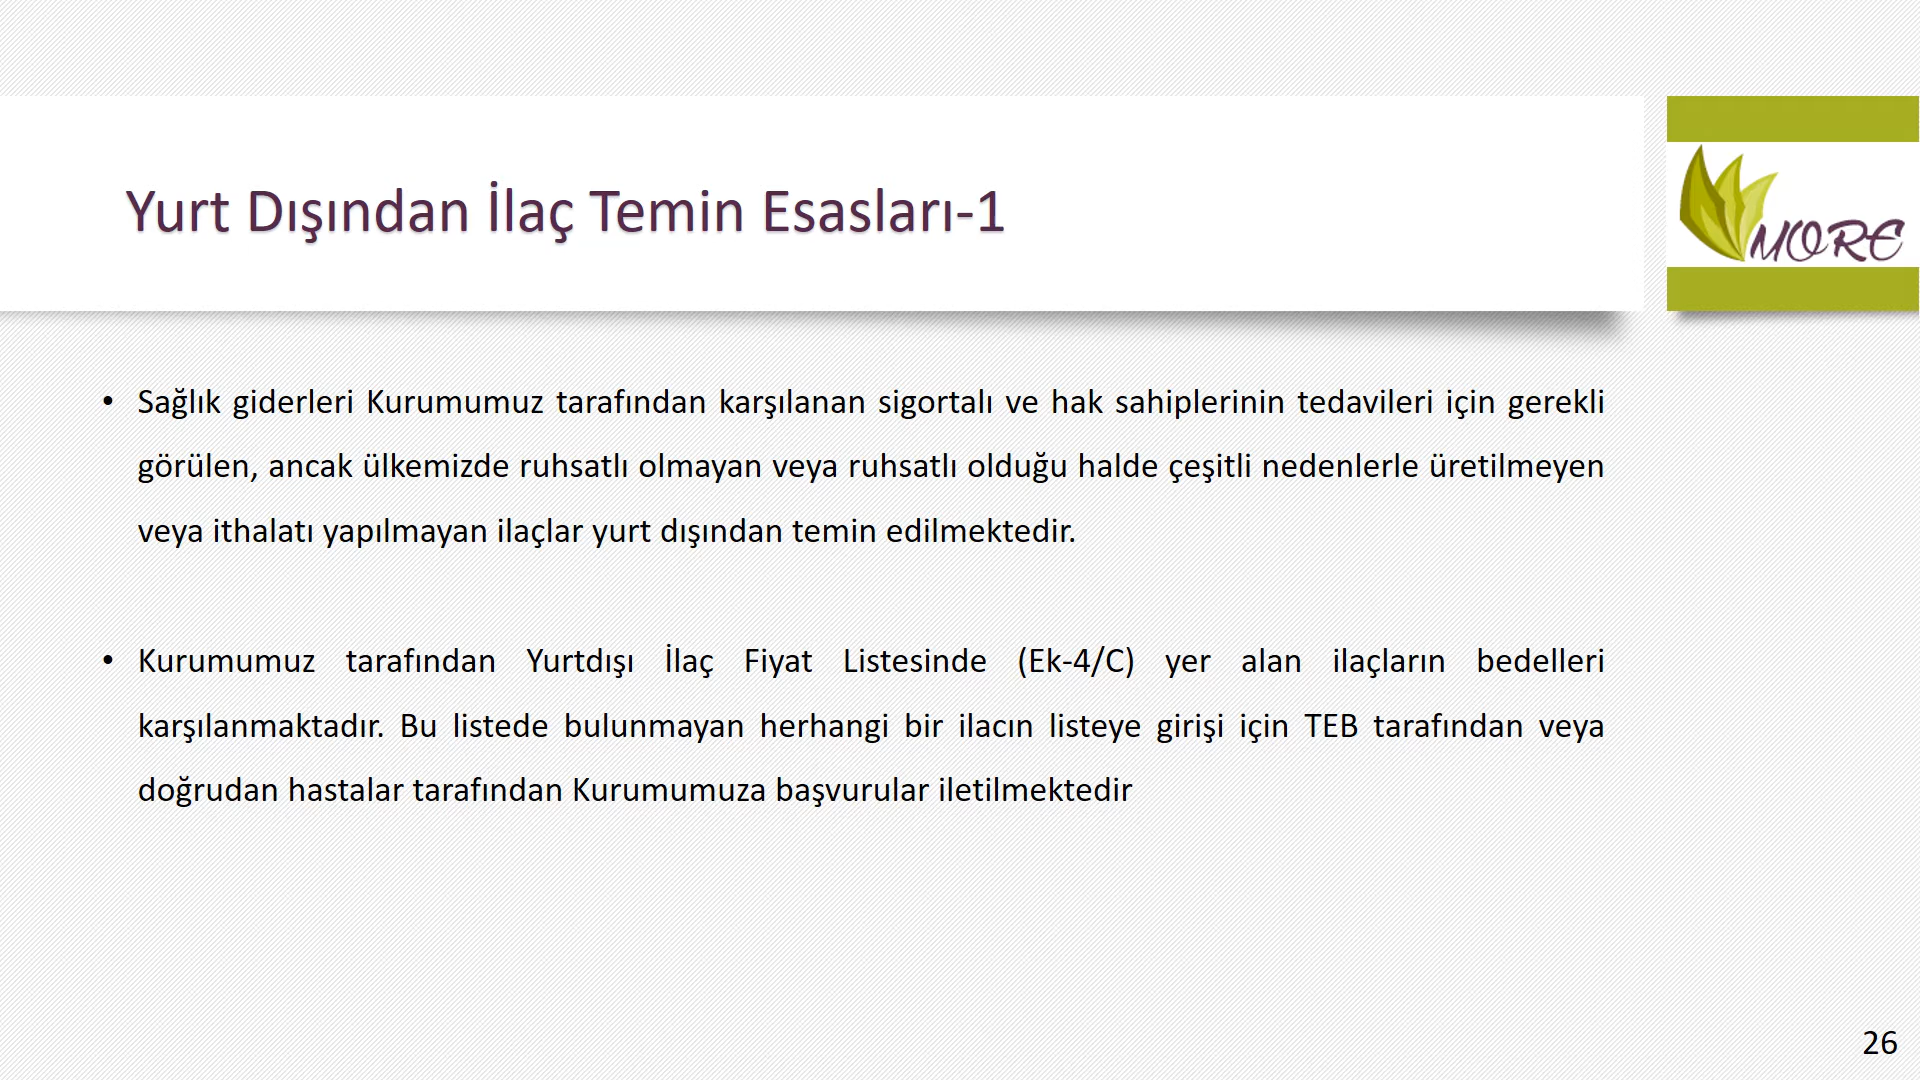 Yurt Dışından İlaç Temin Esasları-1
MORE
• Sağlık giderleri Kurumumuz tarafından karşılanan sigortalı ve hak sahiplerinin tedavileri için gerekli
görülen, ancak ülkemizde ruhsatlı olmayan veya ruhsatlı olduğu halde çeşitli nedenlerle üretilmeyen
veya ithalatı yapılmayan ilaçlar yurt dışından temin edilmektedir.
• Kurumumuz tarafından Yurtdışı İlaç Fiyat Listesinde (Ek-4/C) yer alan ilaçların bedelleri
karşılanmaktadır. Bu listede bulunmayan herhangi bir ilacın listeye girişi için TEB tarafından veya
doğrudan hastalar tarafından Kurumumuza başvurular iletilmektedir
26